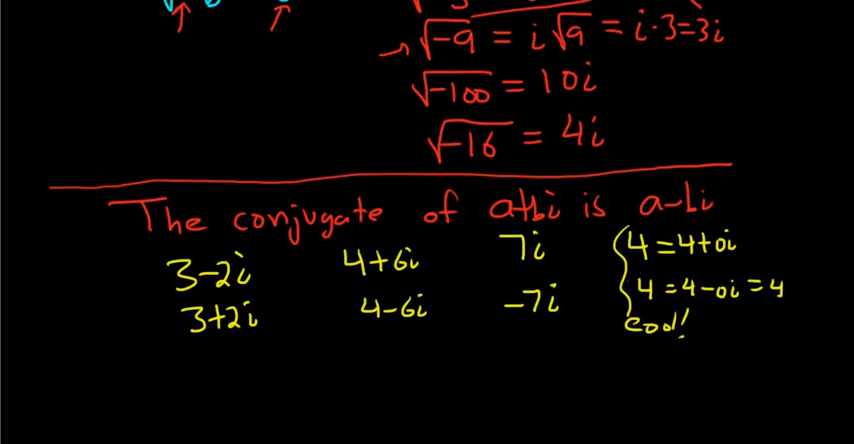 √-9 = i√9 = i·3=3i
√-100 = 10i
√-16 = 4i
The conjugate of a+bi is a-bi
3-2i 4+6i 7i 4=4+0i
3+2i 4-6i -7i 4=4-0i=4
cool!